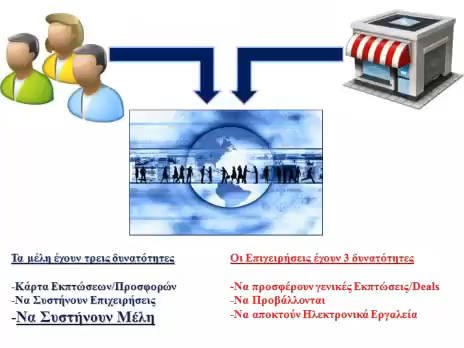 Τα μέλη έχουν τρεις δυνατότητες
-Κάρτα Εκπτώσεων/Προσφορών
-Να Συστήνουν Επιχειρήσεις
-Να Συστήνουν Μέλη
Οι Επιχειρήσεις έχουν 3 δυνατότητες
-Να προσφέρουν γενικές Εκπτώσεις/Deals
-Να Προβάλλονται
-Να αποκτούν Ηλεκτρονικά Εργαλεία